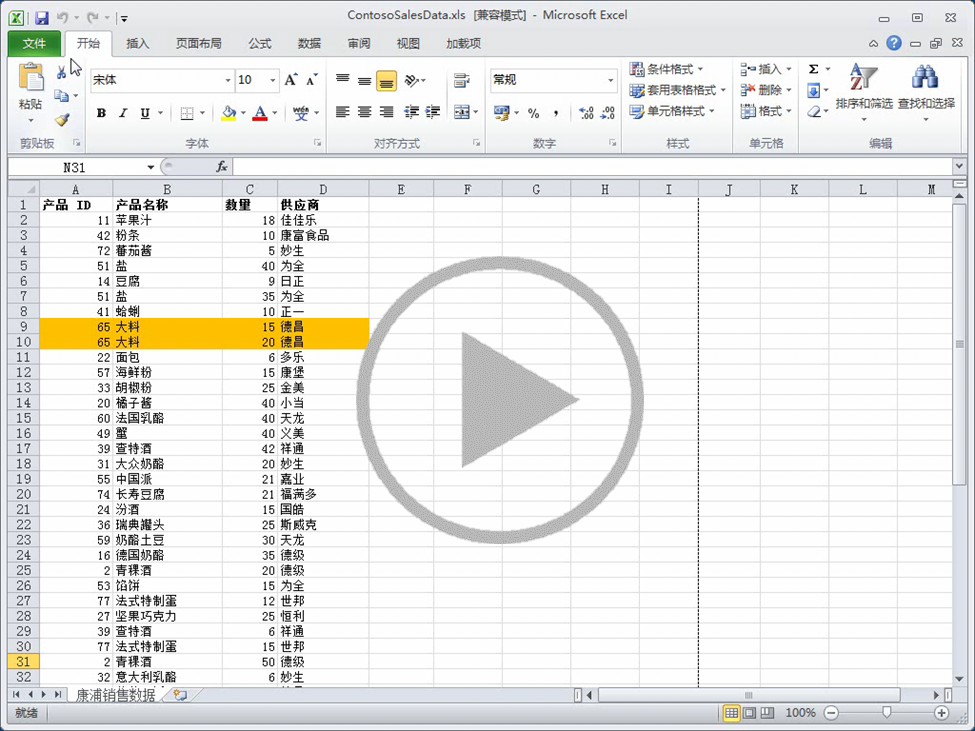 ContosoSalesData.xls [兼容模式] - Microsoft Excel
文件 开始 插入 页面布局 公式 数据 审阅 视图 加载项
宋体 10 常规 条件格式 插入 Σ
粘贴 套用表格格式 删除 排序和筛选 查找和选择
B I U A wén 文 % , 单元格样式 格式
剪贴板 字体 对齐方式 数字 样式 单元格 编辑
N31 fx
A B C D E F G H I J K L M
1 产品 ID 产品名称 数量 供应商
2 11 苹果汁 18 佳佳乐
3 42 粉条 10 康富食品
4 72 蕃茄酱 5 妙生
5 51 盐 40 为全
6 14 豆腐 9 日正
7 51 盐 35 为全
8 41 蛤蜊 10 正一
9 65 大料 15 德昌
10 65 大料 20 德昌
11 22 面包 6 多乐
12 57 海鲜粉 15 康堡
13 33 胡椒粉 25 金美
14 20 橘子酱 40 小当
15 60 法国乳酪 40 天龙
16 49 蟹 40 义美
17 39 查特酒 42 祥通
18 31 大众奶酪 20 妙生
19 55 中国派 21 嘉业
20 74 长寿豆腐 21 福满多
21 24 汾酒 15 国皓
22 36 瑞典罐头 25 斯威克
23 59 奶酪土豆 30 天龙
24 16 德国奶酪 35 德级
25 2 青稞酒 20 德级
26 53 馅饼 15 为全
27 77 法式特制蛋 12 世邦
28 27 坚果巧克力 25 恒利
29 39 查特酒 6 祥通
30 77 法式特制蛋 15 世邦
31 2 青稞酒 50 德级
32 32 意大利乳酪 6 妙生
康浦销售数据
就绪 100%